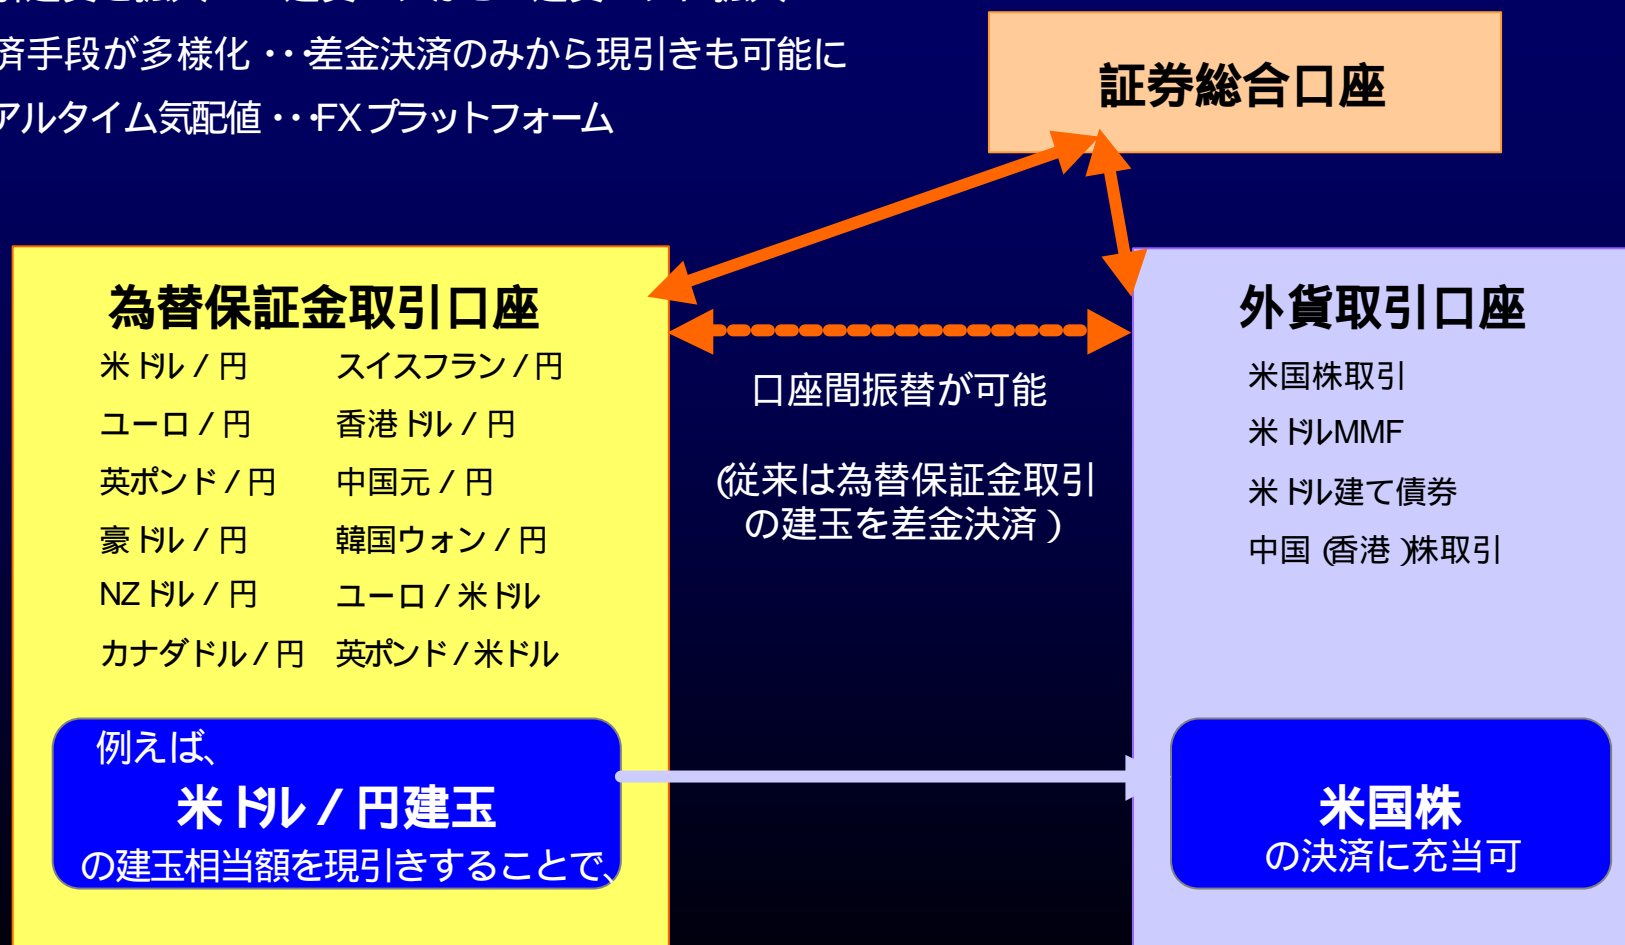 済手段が多様化・・・差金決済のみから現引きも可能に
アルタイム気配値・・・FXプラットフォーム
証券総合口座
為替保証金取引口座
米ドル/円 スイスフラン/円
ユーロ/円 香港ドル/円
英ポンド/円 中国元/円
豪ドル/円 韓国ウォン/円
NZドル/円 ユーロ/米ドル
カナダドル/円 英ポンド/米ドル
例えば、
米ドル/円建玉
の建玉相当額を現引きすることで、
口座間振替が可能
(従来は為替保証金取引
の建玉を差金決済)
外貨取引口座
米国株取引
米ドルMMF
米ドル建て債券
中国(香港)株取引
米国株
の決済に充当可